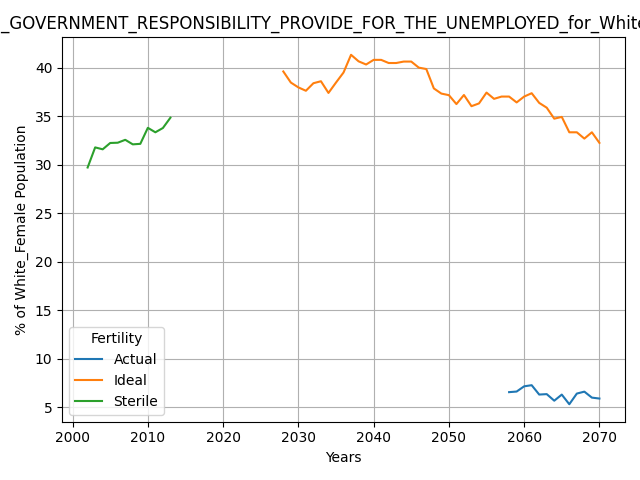 _GOVERNMENT_RESPONSIBILITY_PROVIDE_FOR_THE_UNEMPLOYED_for_White
40
35
30
25
20
15
10
5
% of White_Female Population
Fertility
Actual
Ideal
Sterile
2000 2010 2020 2030 2040 2050 2060 2070
Years